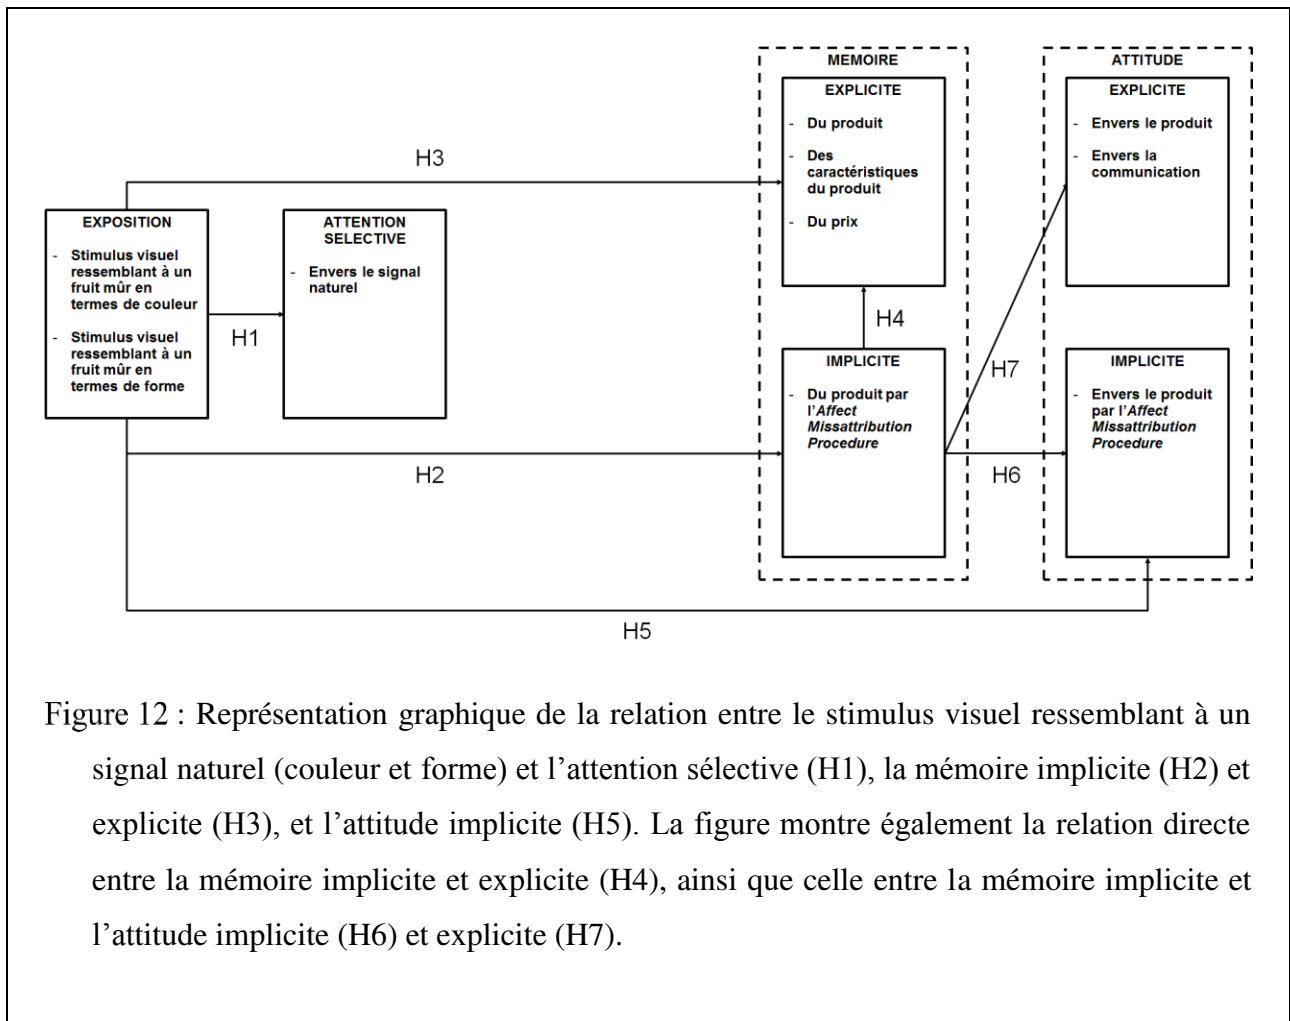 MEMOIRE
EXPLICITE
- Du produit
- Des
caractéristiques
du produit
- Du prix
ATTITUDE
EXPLICITE
- Envers le produit
- Envers la
communication
H3
EXPOSITION
- Stimulus visuel
ressemblant à un
fruit mûr en
termes de couleur
- Stimulus visuel
ressemblant à un
fruit mûr en
termes de forme
H1
ATTENTION
SELECTIVE
- Envers le signal
naturel
H4
H7
IMPLICITE
- Du produit par
l'Affect
Missattribution
Procedure
IMPLICITE
- Envers le produit
par l'Affect
Missattribution
Procedure
H2
H6
H5
Figure 12 : Représentation graphique de la relation entre le stimulus visuel ressemblant à un
signal naturel (couleur et forme) et l'attention sélective (H1), la mémoire implicite (H2) et
explicite (H3), et l'attitude implicite (H5). La figure montre également la relation directe
entre la mémoire implicite et explicite (H4), ainsi que celle entre la mémoire implicite et
l'attitude implicite (H6) et explicite (H7).